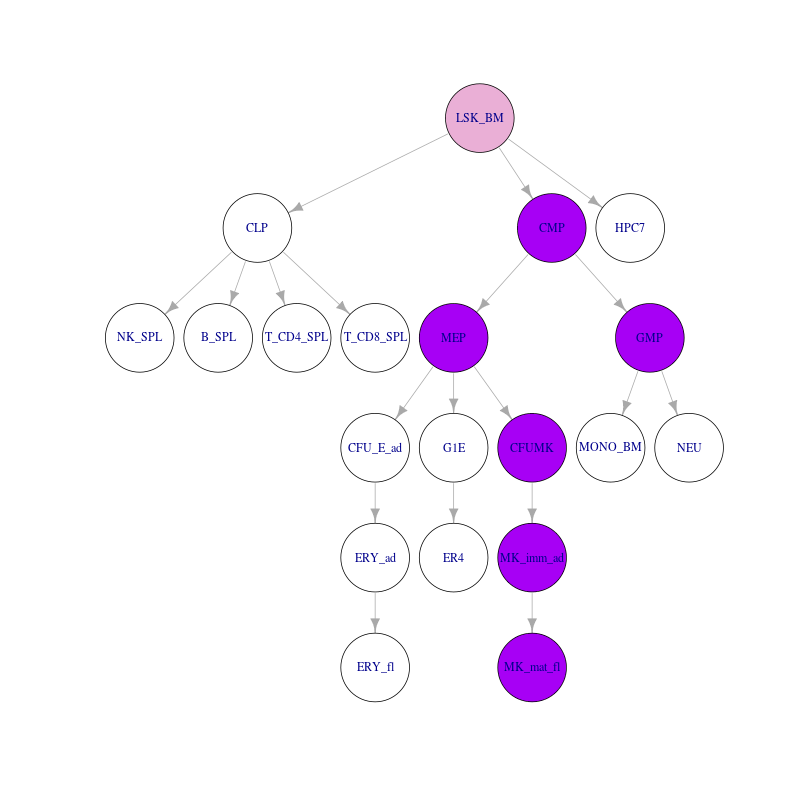 LSK_BM
CLP
CMP
HPC7
NK_SPL
B_SPL
T_CD4_SPL
T_CD8_SPL
MEP
GMP
CFU_E_ad
G1E
CFUMK
MONO_BM
NEU
ERY_ad
ER4
MK_imm_ad
ERY_fl
MK_mat_fl